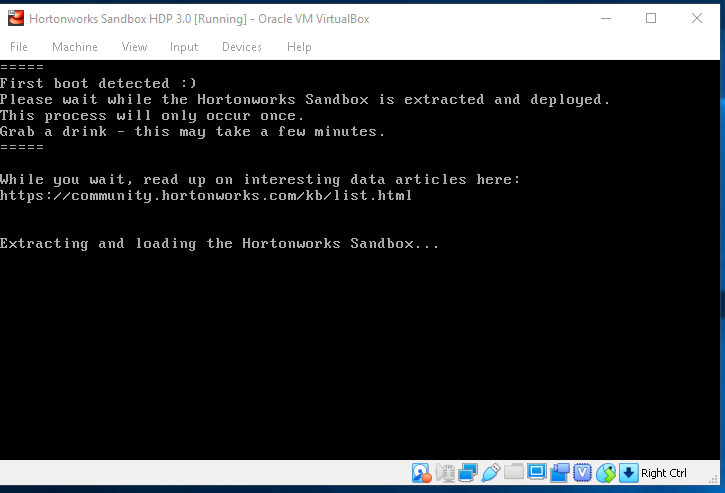 Hortonworks Sandbox HDP 3.0 [Running] - Oracle VM VirtualBox
File Machine View Input Devices Help
=====
First boot detected :)
Please wait while the Hortonworks Sandbox is extracted and deployed.
This process will only occur once.
Grab a drink - this may take a few minutes.
=====
While you wait, read up on interesting data articles here:
https://community.hortonworks.com/kb/list.html
Extracting and loading the Hortonworks Sandbox...
Right Ctrl